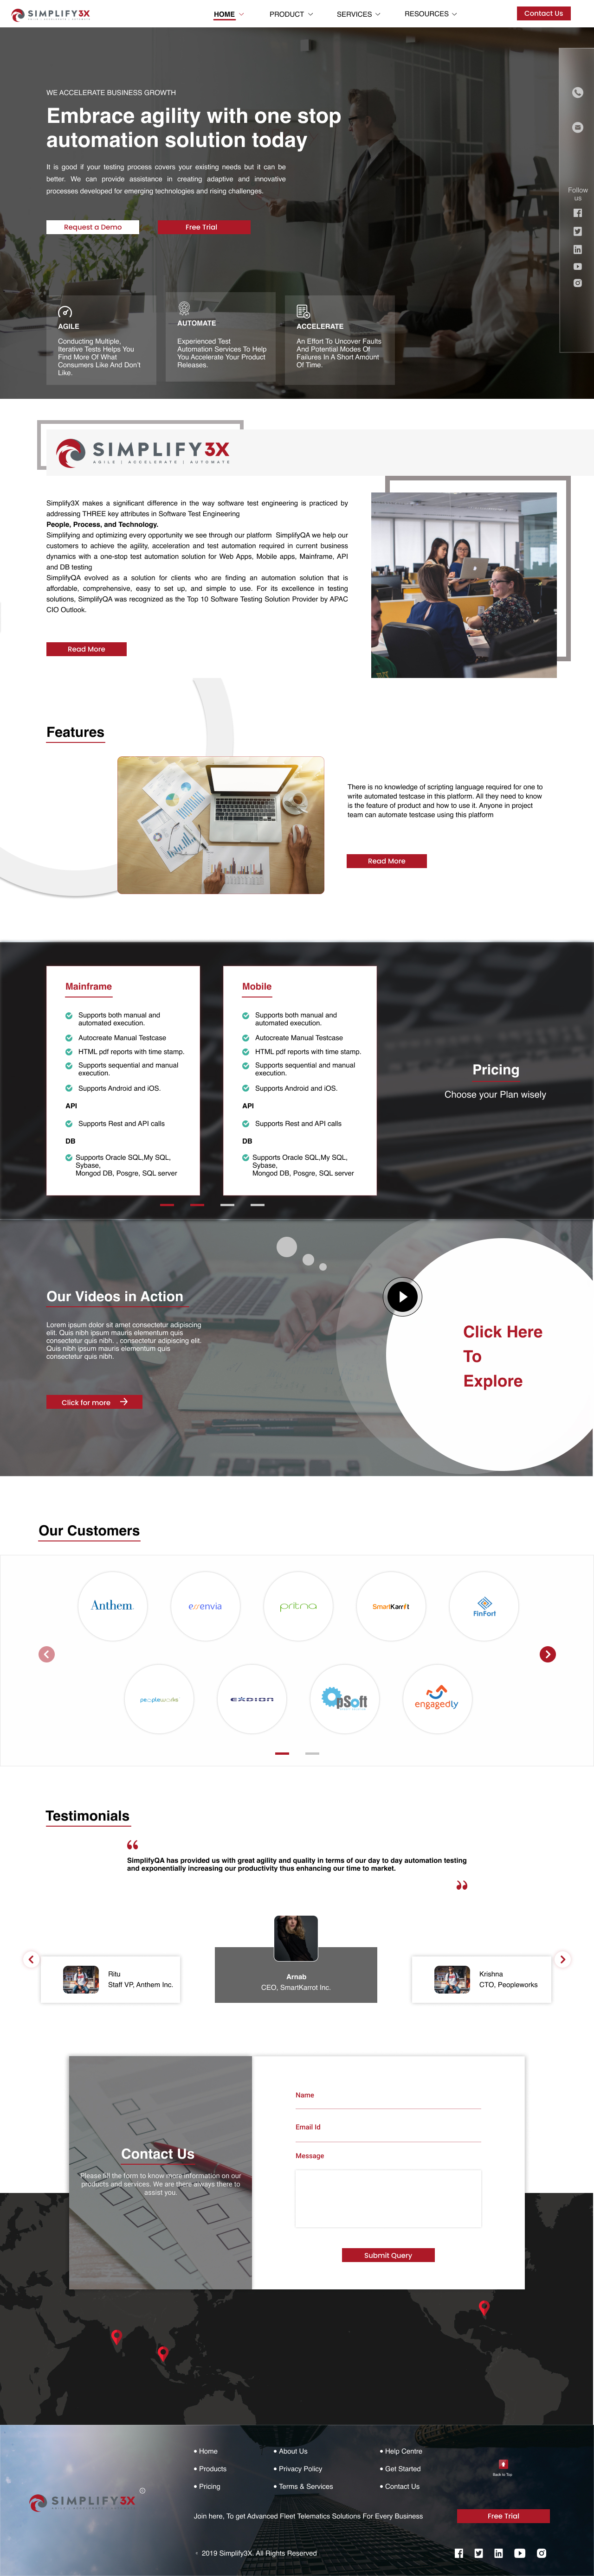 SIMPLIFY3X
HOME
PRODUCT
SERVICES
RESOURCES
Contact Us
WE ACCELERATE BUSINESS GROWTH
Embrace agility with one stop
automation solution today
It is good if your testing process covers your existing needs but it can be
better. We can provide assistance in creating adaptive and innovative
processes developed for emerging technologies and rising challenges.
Request a Demo
Free Trial
Follow
us
AGILE
Conducting Multiple,
Iterative Tests Helps You
Find More Of What
Consumers Like And Don't
Like.
AUTOMATE
Experienced Test
Automation Services To Help
You Accelerate Your Product
Releases.
ACCELERATE
An Effort To Uncover Faults
And Potential Modes Of
Failures In A Short Amount
Of Time.
SIMPLIFY3X
AGILE | ACCELERATE | AUTOMATE
Simplify3X makes a significant difference in the way software test engineering is practiced by
addressing THREE key attributes in Software Test Engineering
People, Process, and Technology.
Simplifying and optimizing every opportunity we see through our platform SimplifyQA we help our
customers to achieve the agility, acceleration and test automation required in current business
dynamics with a one-stop test automation solution for Web Apps, Mobile apps, Mainframe, API
and DB testing
SimplifyQA evolved as a solution for clients who are finding an automation solution that is
affordable, comprehensive, easy to set up, and simple to use. For its excellence in testing
solutions, SimplifyQA was recognized as the Top 10 Software Testing Solution Provider by APAC
CIO Outlook.
Read More
Features
There is no knowledge of scripting language required for one to
write automated testcase in this platform. All they need to know
is the feature of product and how to use it. Anyone in project
team can automate testcase using this platform
Read More
Mainframe
Supports both manual and
automated execution.
Autocreate Manual Testcase
HTML pdf reports with time stamp.
Supports sequential and manual
execution.
Supports Android and iOS.
API
Supports Rest and API calls
DB
Supports Oracle SQL,My SQL,
Sybase,
Mongod DB, Posgre, SQL server
Mobile
Supports both manual and
automated execution.
Autocreate Manual Testcase
HTML pdf reports with time stamp.
Supports sequential and manual
execution.
Supports Android and iOS.
API
Supports Rest and API calls
DB
Supports Oracle SQL,My SQL,
Sybase,
Mongod DB, Posgre, SQL server
Pricing
Choose your Plan wisely
Our Videos in Action
Lorem ipsum dolor sit amet consectetur adipiscing
elit. Quis nibh ipsum mauris elementum quis
consectetur quis nibh. , consectetur adipiscing elit.
Quis nibh ipsum mauris elementum quis
consectetur quis nibh.
Click for more
Click Here
To
Explore
Our Customers
Anthem
envia
pritna
SmartKarrot
FinFort
peopleworks
EXDION
pSoft
engagedly
Testimonials
SimplifyQA has provided us with great agility and quality in terms of our day to day automation testing
and exponentially increasing our productivity thus enhancing our time to market.
Ritu
Staff VP, Anthem Inc.
Arnab
CEO, SmartKarrot Inc.
Krishna
CTO, Peopleworks
Contact Us
Please fill the form to know more information on our
products and services. We are there always there to
assist you.
Name
Email Id
Message
Submit Query
Home
Products
Pricing
About Us
Privacy Policy
Terms & Services
Help Centre
Get Started
Contact Us
Back to Top
SIMPLIFY3X
Join here, To get Advanced Fleet Telematics Solutions For Every Business
Free Trial
2019 Simplify3X. All Rights Reserved